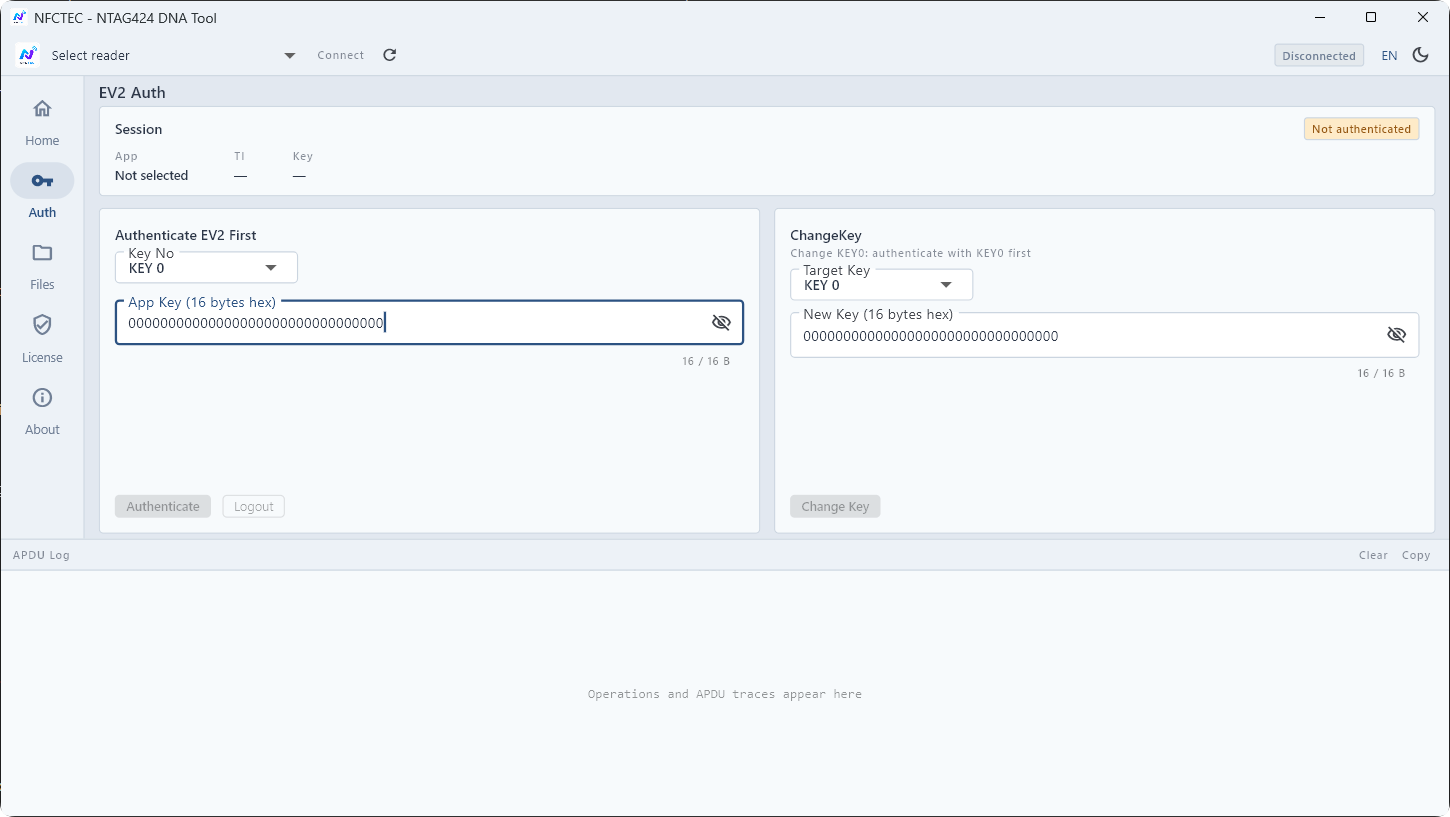 NFCTEC - NTAG424 DNA Tool
Select reader
Connect
Disconnected
EN
Home
Auth
Files
License
About
EV2 Auth
Session
Not authenticated
App
TI
Key
Not selected
—
—
Authenticate EV2 First
Key No
KEY 0
App Key (16 bytes hex)
00000000000000000000000000000000
16 / 16 B
Authenticate
Logout
ChangeKey
Change KEY0: authenticate with KEY0 first
Target Key
KEY 0
New Key (16 bytes hex)
00000000000000000000000000000000
16 / 16 B
Change Key
APDU Log
Clear
Copy
Operations and APDU traces appear here